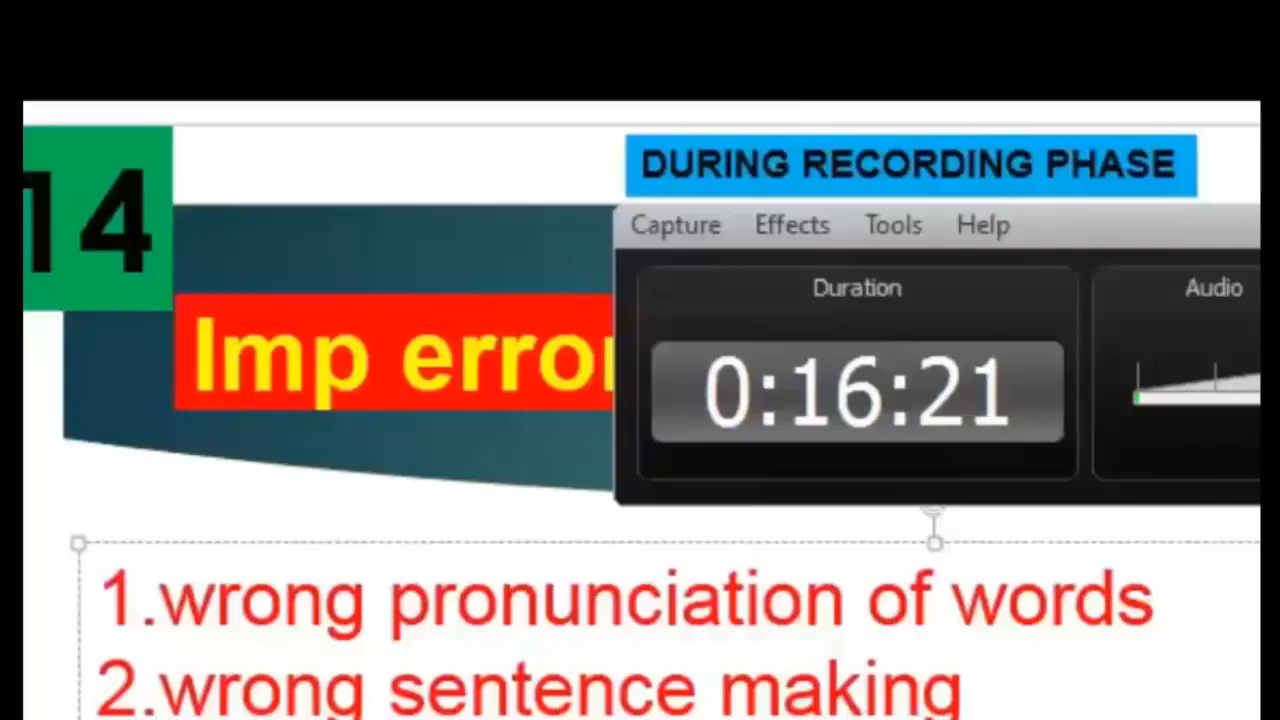 14
DURING RECORDING PHASE
Capture Effects Tools Help
Duration
Audio
Imp error
0:16:21
1.wrong pronunciation of words
2.wrong sentence making